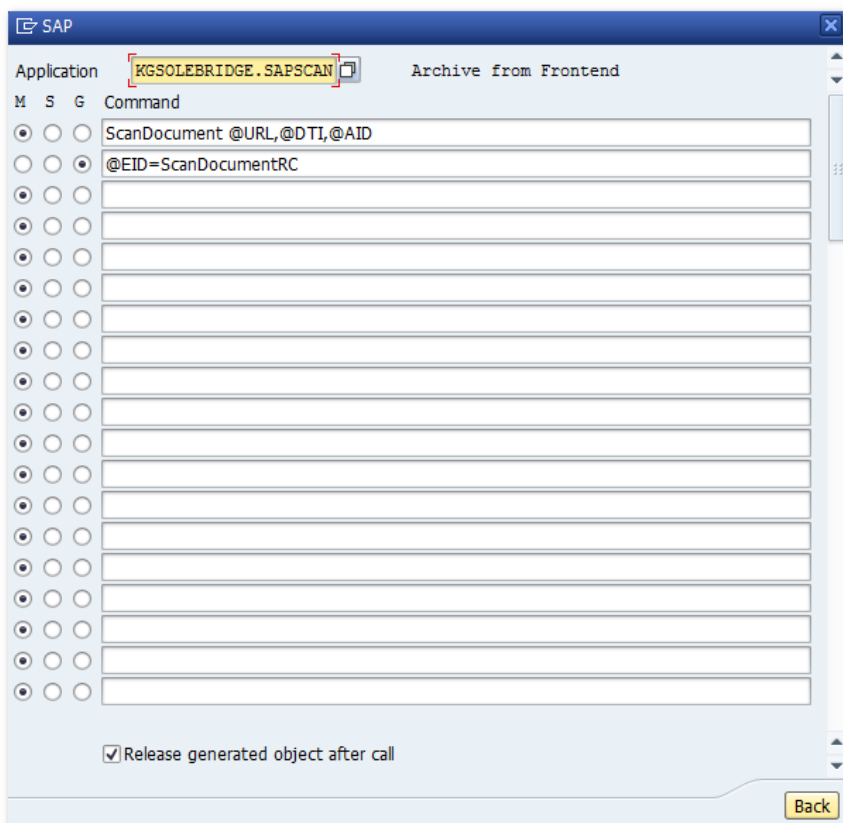 SAP
Application KGSOLEBRIDGE.SAPSCAN Archive from Frontend
M S G Command
ScanDocument @URL,@DTI,@AID
@EID=ScanDocumentRC
Release generated object after call
Back